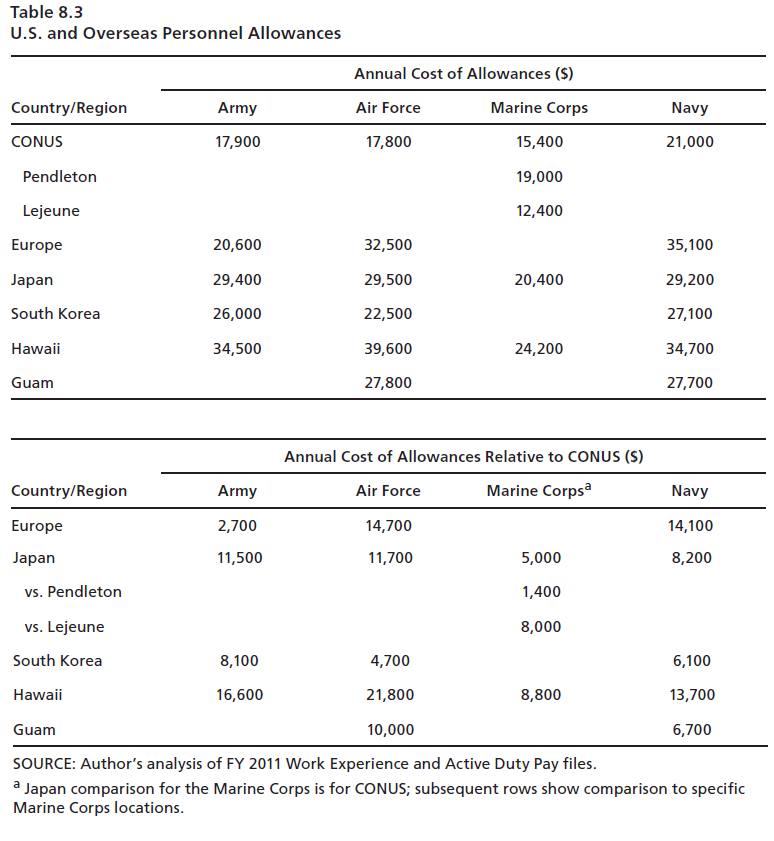 Table 8.3
U.S. and Overseas Personnel Allowances
Annual Cost of Allowances ($)
Country/Region Army Air Force Marine Corps Navy
CONUS 17,900 17,800 15,400 21,000
Pendleton 19,000
Lejeune 12,400
Europe 20,600 32,500 35,100
Japan 29,400 29,500 20,400 29,200
South Korea 26,000 22,500 27,100
Hawaii 34,500 39,600 24,200 34,700
Guam 27,800 27,700
Annual Cost of Allowances Relative to CONUS ($)
Country/Region Army Air Force Marine Corpsᵃ Navy
Europe 2,700 14,700 14,100
Japan 11,500 11,700 5,000 8,200
vs. Pendleton 1,400
vs. Lejeune 8,000
South Korea 8,100 4,700 6,100
Hawaii 16,600 21,800 8,800 13,700
Guam 10,000 6,700
SOURCE: Author’s analysis of FY 2011 Work Experience and Active Duty Pay files.
ᵃ Japan comparison for the Marine Corps is for CONUS; subsequent rows show comparison to specific
Marine Corps locations.